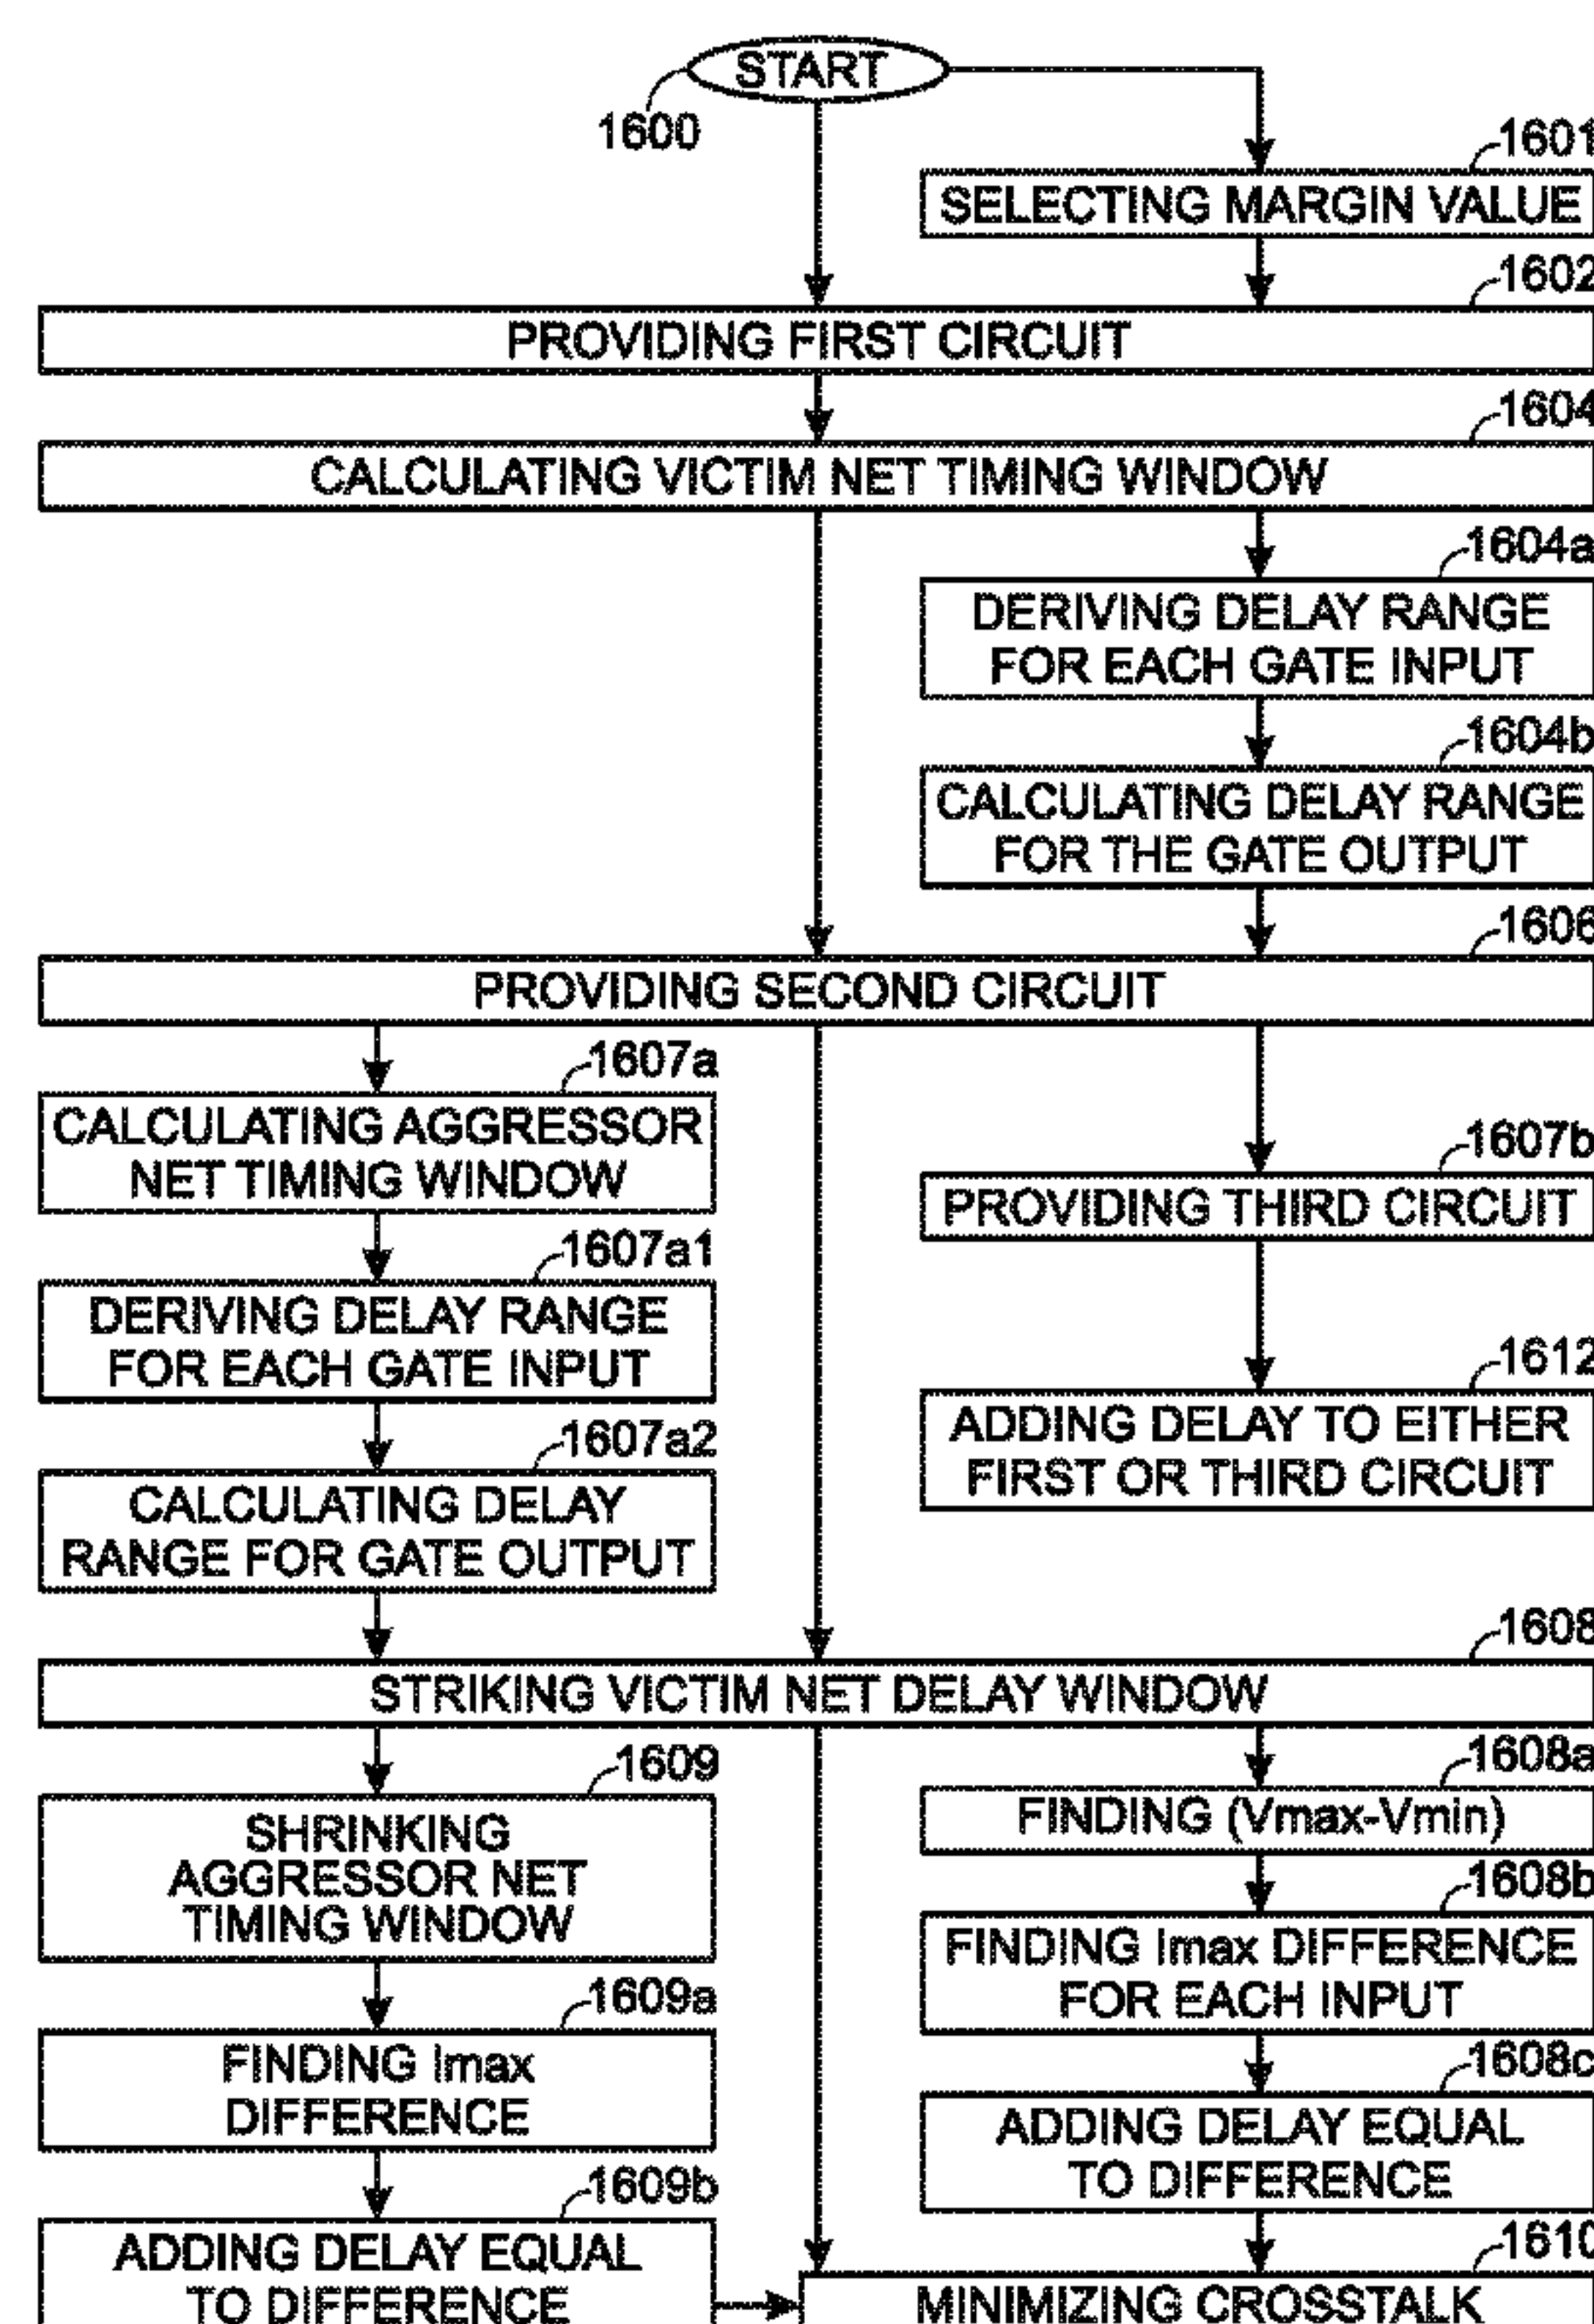 START
1600
1601
SELECTING MARGIN VALUE
1602
PROVIDING FIRST CIRCUIT
1604
CALCULATING VICTIM NET TIMING WINDOW
1604a
DERIVING DELAY RANGE
FOR EACH GATE INPUT
1604b
CALCULATING DELAY RANGE
FOR THE GATE OUTPUT
1606
PROVIDING SECOND CIRCUIT
1607a
CALCULATING AGGRESSOR
NET TIMING WINDOW
1607b
PROVIDING THIRD CIRCUIT
1607a1
DERIVING DELAY RANGE
FOR EACH GATE INPUT
1612
ADDING DELAY TO EITHER
FIRST OR THIRD CIRCUIT
1607a2
CALCULATING DELAY
RANGE FOR GATE OUTPUT
1608
STRIKING VICTIM NET DELAY WINDOW
1609
SHRINKING
AGGRESSOR NET
TIMING WINDOW
1608a
FINDING (Vmax-Vmin)
1608b
FINDING Imax DIFFERENCE
FOR EACH INPUT
1609a
FINDING Imax
DIFFERENCE
1608c
ADDING DELAY EQUAL
TO DIFFERENCE
1609b
ADDING DELAY EQUAL
TO DIFFERENCE
1610
MINIMIZING CROSSTALK